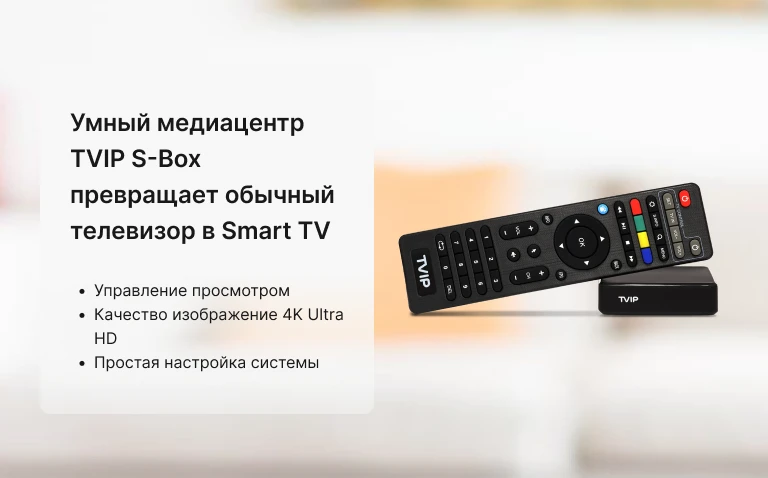 Умный медиацентр
TVIP S-Box
превращает обычный
телевизор в Smart TV
• Управление просмотром
• Качество изображение 4K Ultra
HD
• Простая настройка системы
TVIP
OK
TVIP